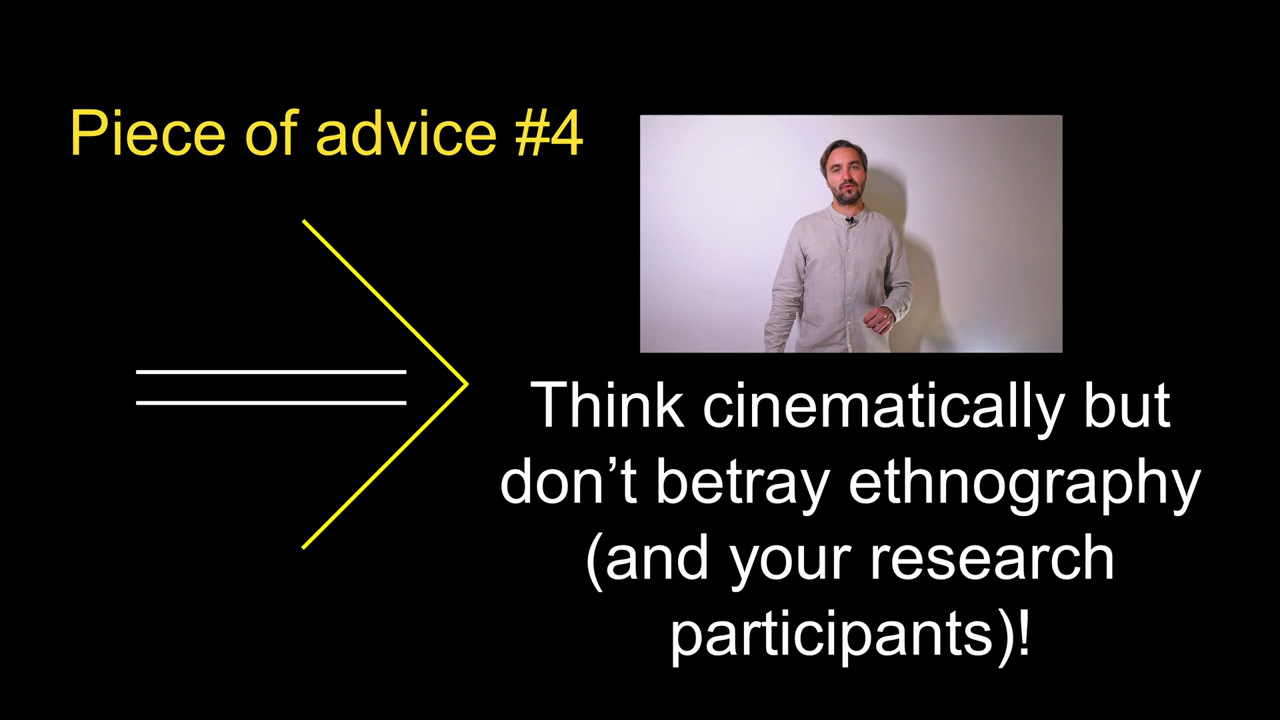 Piece of advice #4
Think cinematically but
don’t betray ethnography
(and your research
participants)!